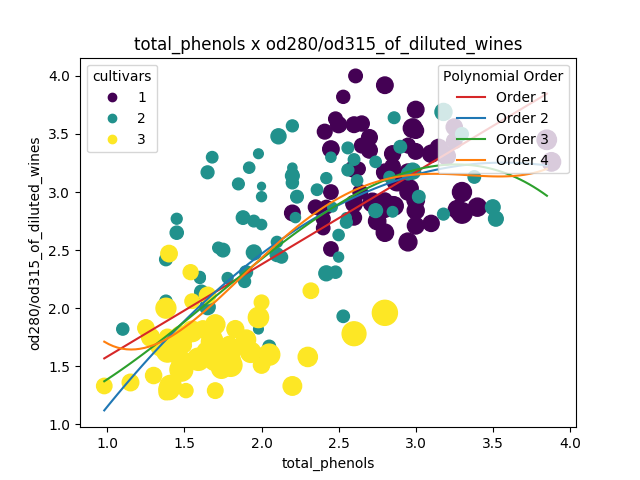 total_phenols x od280/od315_of_diluted_wines
cultivars
1
2
3
Polynomial Order
Order 1
Order 2
Order 3
Order 4
od280/od315_of_diluted_wines
4.0
3.5
3.0
2.5
2.0
1.5
1.0
1.0 1.5 2.0 2.5 3.0 3.5 4.0
total_phenols